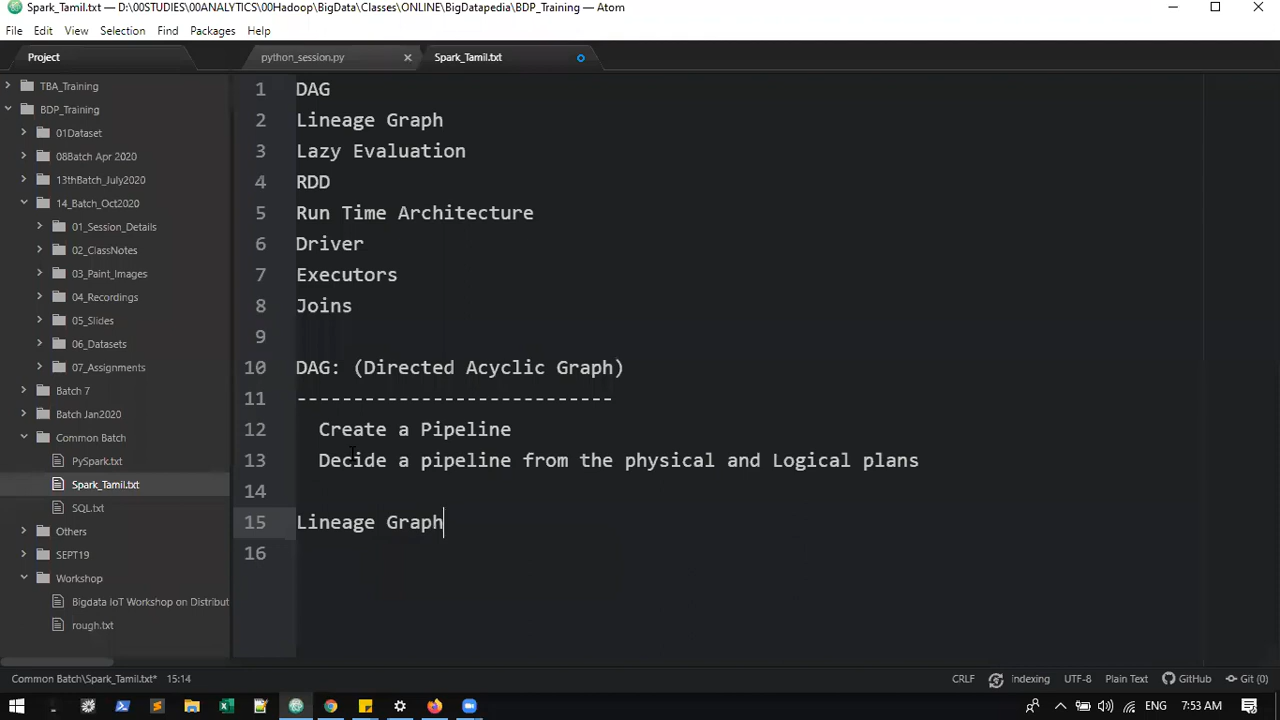 Spark_Tamil.txt — D:\00STUDIES\00ANALYTICS\00Hadoop\BigData\Classes\ONLINE\BigDatapedia\BDP_Training — Atom
File Edit View Selection Find Packages Help
Project
python_session.py
Spark_Tamil.txt
TBA_Training
BDP_Training
01Dataset
08Batch Apr 2020
13thBatch_July2020
14_Batch_Oct2020
01_Session_Details
02_ClassNotes
03_Paint_Images
04_Recordings
05_Slides
06_Datasets
07_Assignments
Batch 7
Batch Jan2020
Common Batch
PySpark.txt
Spark_Tamil.txt
SQL.txt
Others
SEPT19
Workshop
Bigdata IoT Workshop on Distribut
rough.txt
1 DAG
2 Lineage Graph
3 Lazy Evaluation
4 RDD
5 Run Time Architecture
6 Driver
7 Executors
8 Joins
9
10 DAG: (Directed Acyclic Graph)
11 ----------------------------
12 Create a Pipeline
13 Decide a pipeline from the physical and Logical plans
14
15 Lineage Graph
16
Common Batch\Spark_Tamil.txt* 15:14
CRLF Indexing UTF-8 Plain Text GitHub Git (0)
7:53 AM